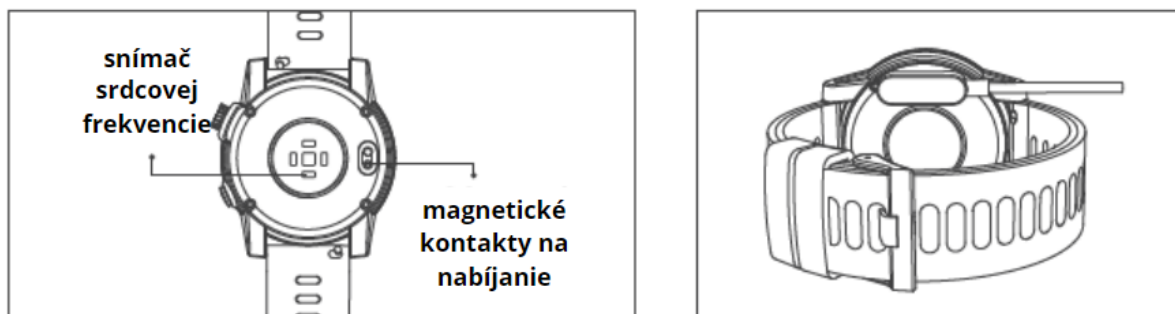 snímač
srdcovej
frekvencie
magnetické
kontakty na
nabíjanie